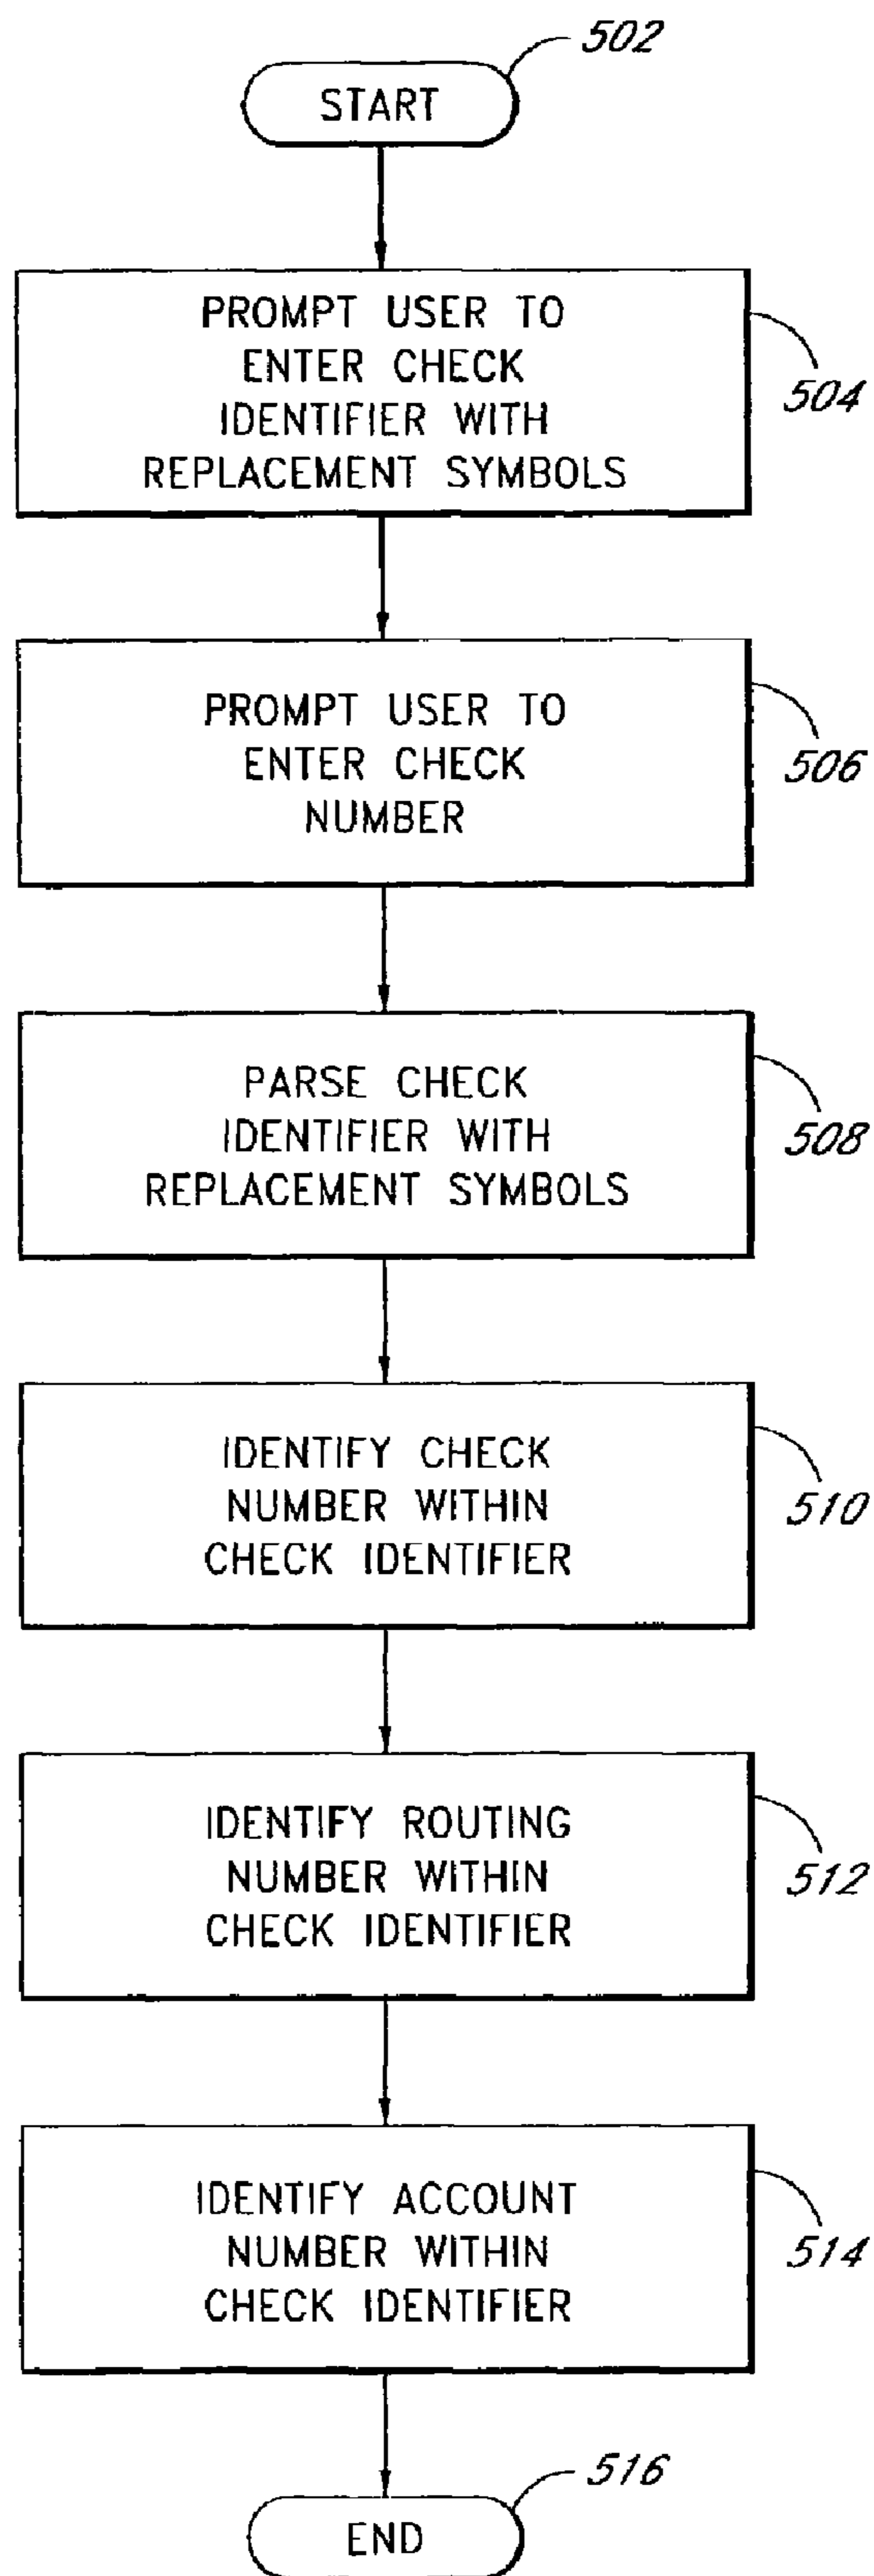 502
START
PROMPT USER TO
ENTER CHECK
IDENTIFIER WITH
REPLACEMENT SYMBOLS
504
PROMPT USER TO
ENTER CHECK
NUMBER
506
PARSE CHECK
IDENTIFIER WITH
REPLACEMENT SYMBOLS
508
IDENTIFY CHECK
NUMBER WITHIN
CHECK IDENTIFIER
510
IDENTIFY ROUTING
NUMBER WITHIN
CHECK IDENTIFIER
512
IDENTIFY ACCOUNT
NUMBER WITHIN
CHECK IDENTIFIER
514
516
END